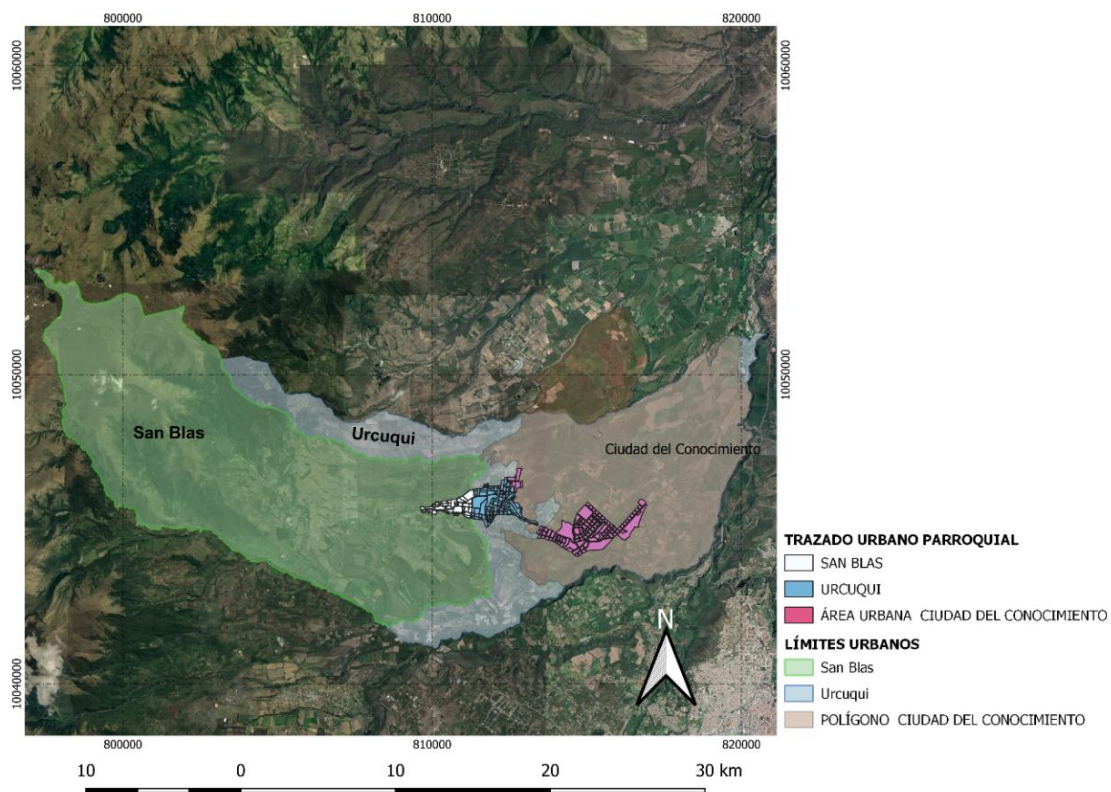 800000 810000 820000
10060000 10060000
10050000 10050000
San Blas
Urcuqui
Ciudad del Conocimiento
TRAZADO URBANO PARROQUIAL
SAN BLAS
URCUQUI
ÁREA URBANA CIUDAD DEL CONOCIMIENTO
LÍMITES URBANOS
San Blas
Urcuqui
POLÍGONO CIUDAD DEL CONOCIMIENTO
N
10040000 10040000
800000 810000 820000
10 0 10 20 30 km